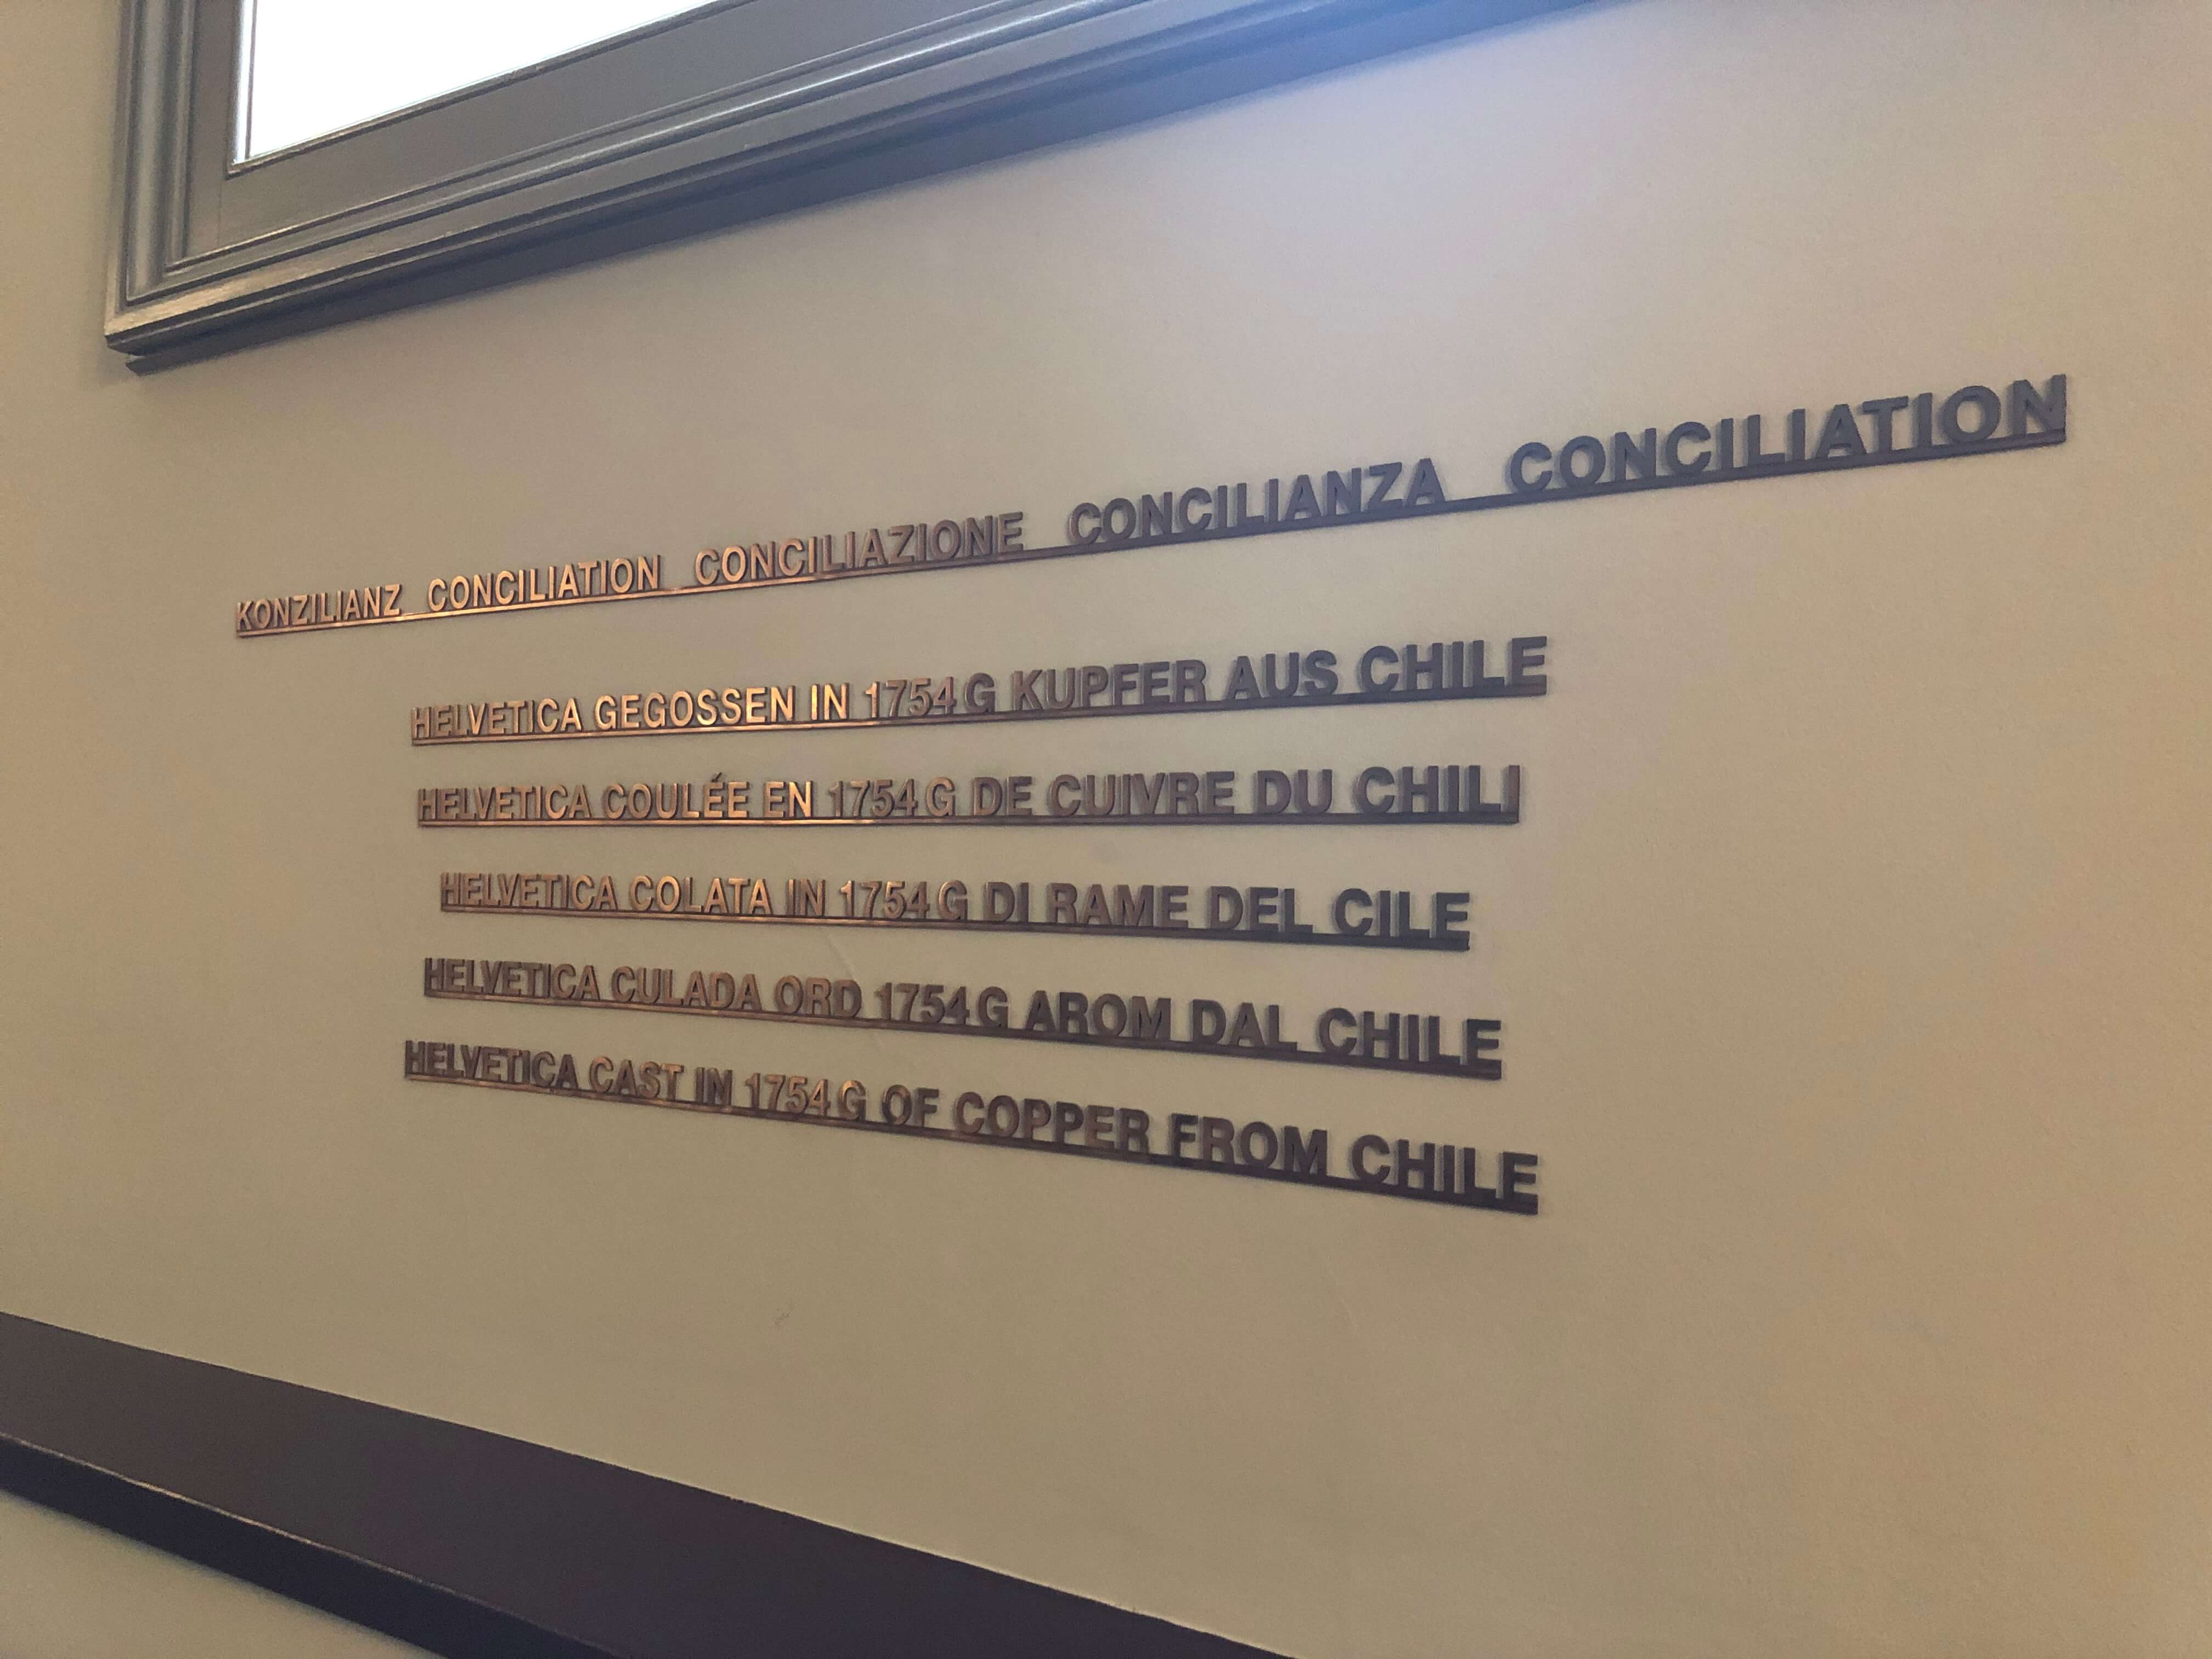 KONZILIANZ CONCILIATION CONCILIAZIONE CONCILIANZA CONCILIATION
HELVETICA GEGOSSEN IN 1754 G KUPFER AUS CHILE
HELVETICA COULÉE EN 1754 G DE CUIVRE DU CHILI
HELVETICA COLATA IN 1754 G DI RAME DEL CILE
HELVETICA CULADA ORD 1754 G AROM DAL CHILE
HELVETICA CAST IN 1754 G OF COPPER FROM CHILE